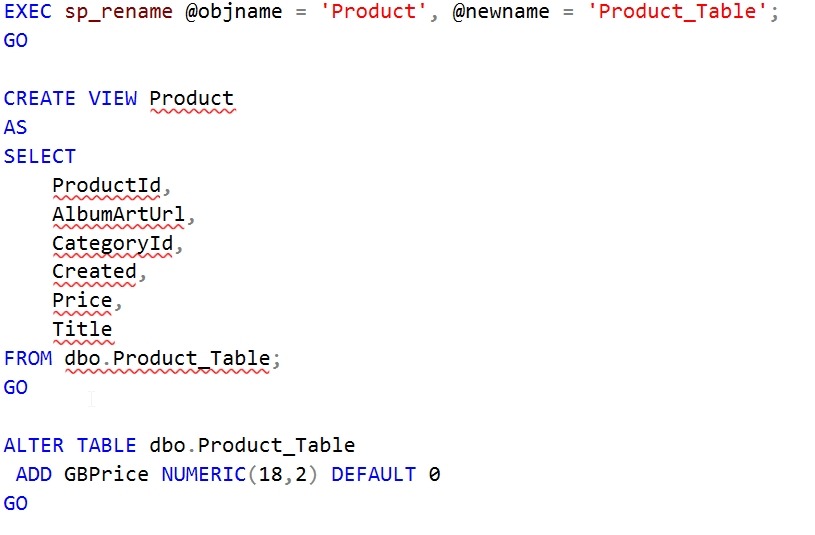 EXEC sp_rename @objname = 'Product', @newname = 'Product_Table';
GO
CREATE VIEW Product
AS
SELECT
ProductId,
AlbumArtUrl,
CategoryId,
Created,
Price,
Title
FROM dbo.Product_Table;
GO
ALTER TABLE dbo.Product_Table
ADD GBPrice NUMERIC(18,2) DEFAULT 0
GO